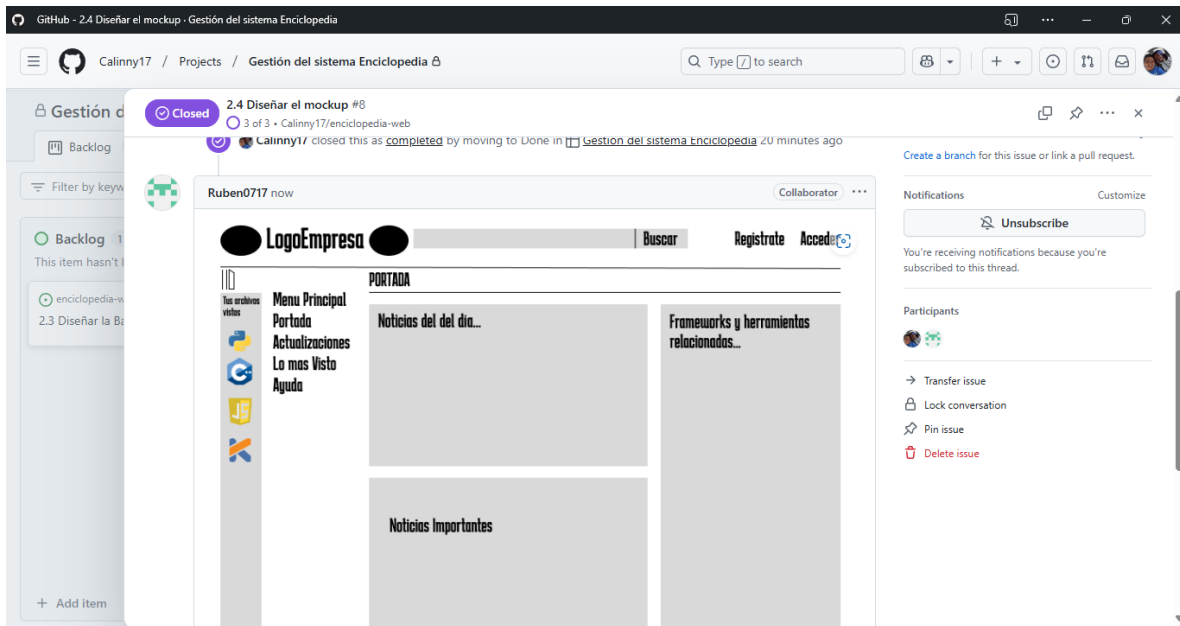 GitHub - 2.4 Diseñar el mockup · Gestión del sistema Enciclopedia
Calinny17 / Projects / Gestión del sistema Enciclopedia
Type / to search
Gestión d
Closed
2.4 Diseñar el mockup #8
3 of 3 • Calinny17/enciclopedia-web
Backlog
Calinny17 closed this as completed by moving to Done in Gestión del sistema Enciclopedia 20 minutes ago
Create a branch for this issue or link a pull request.
Filter by keyw
Ruben0717 now
Collaborator
Notifications
Customize
Unsubscribe
You're receiving notifications because you're
subscribed to this thread.
Backlog 1
This item hasn't l
enciclopedia-w
2.3 Diseñar la Ba
LogoEmpresa
Buscar
Registrate
Acceder
PORTADA
Tus archivos
vistos
Menu Principal
Portada
Actualizaciones
Lo mas Visto
Ayuda
JS
Noticias del del dia...
Frameworks y herramientas
relacionadas...
Noticias Importantes
Participants
Transfer issue
Lock conversation
Pin issue
Delete issue
+ Add item